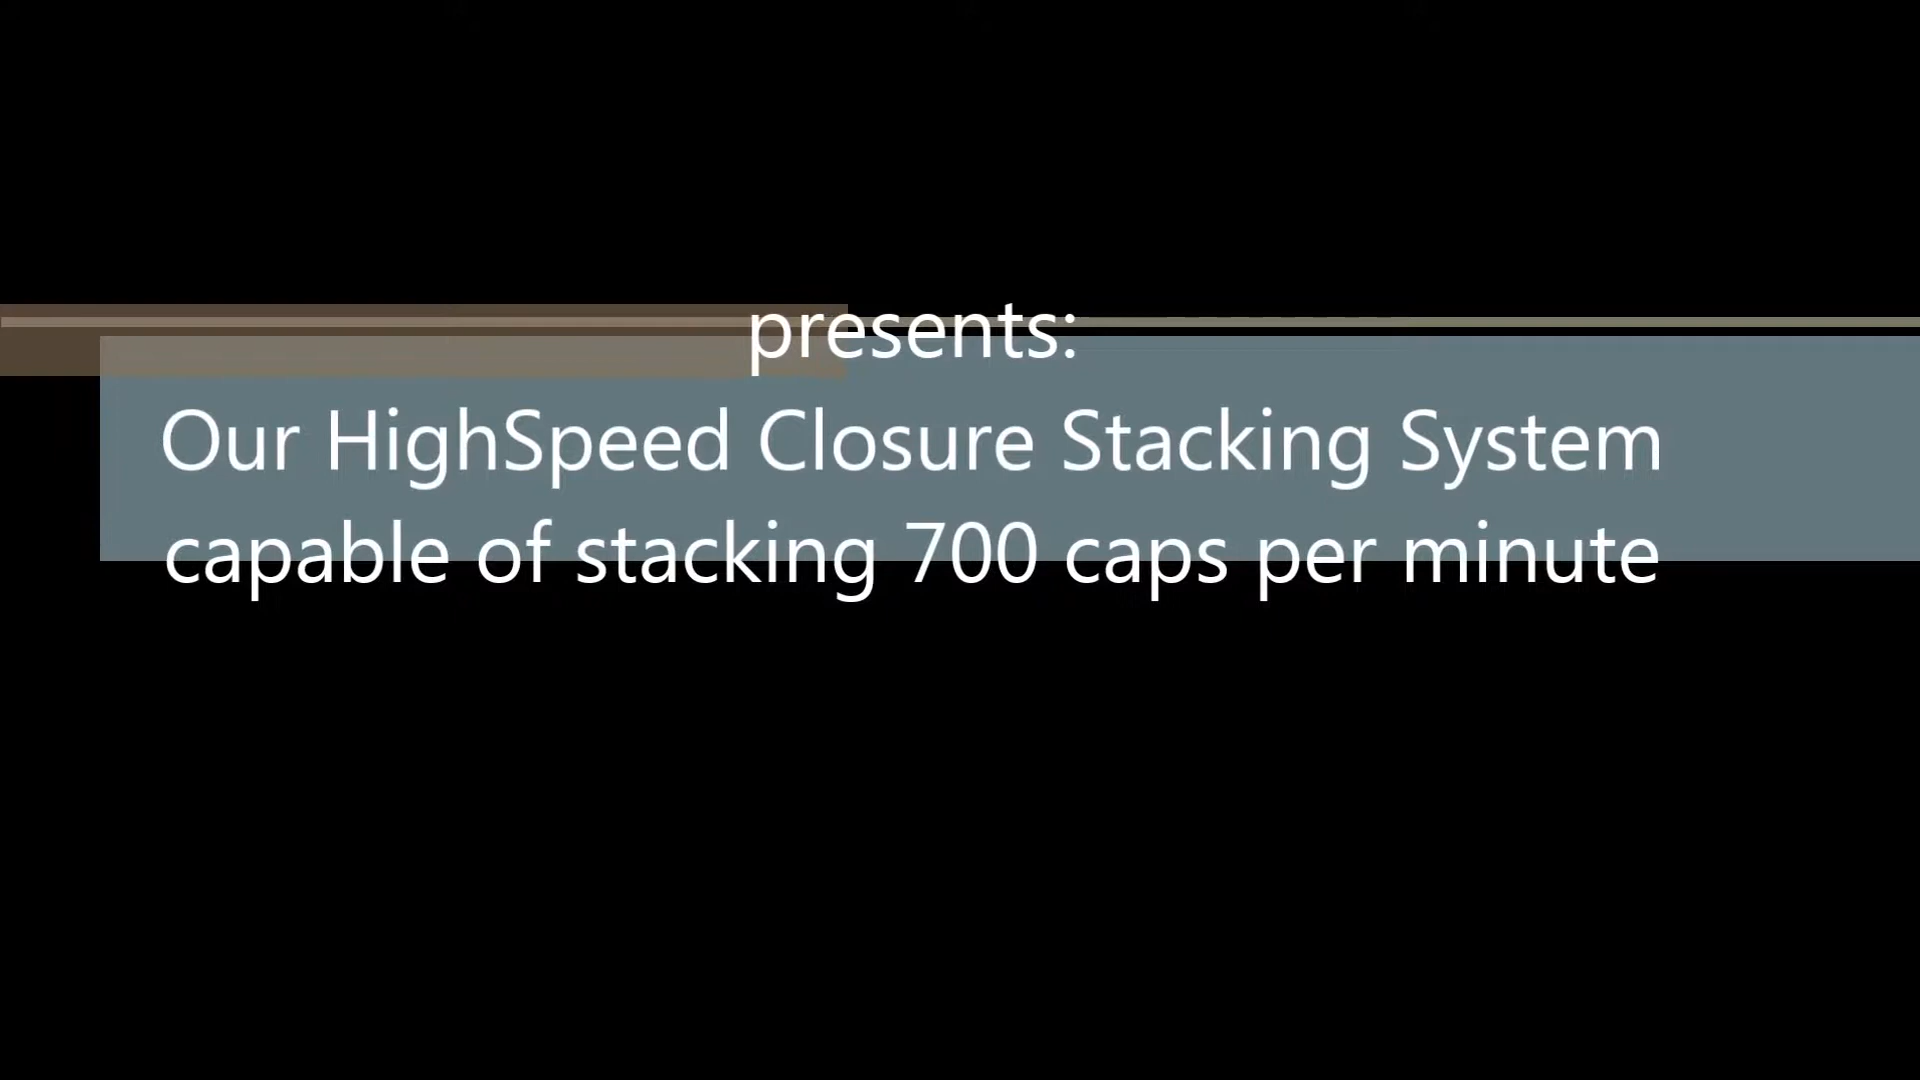 presents:
Our HighSpeed Closure Stacking System
capable of stacking 700 caps per minute